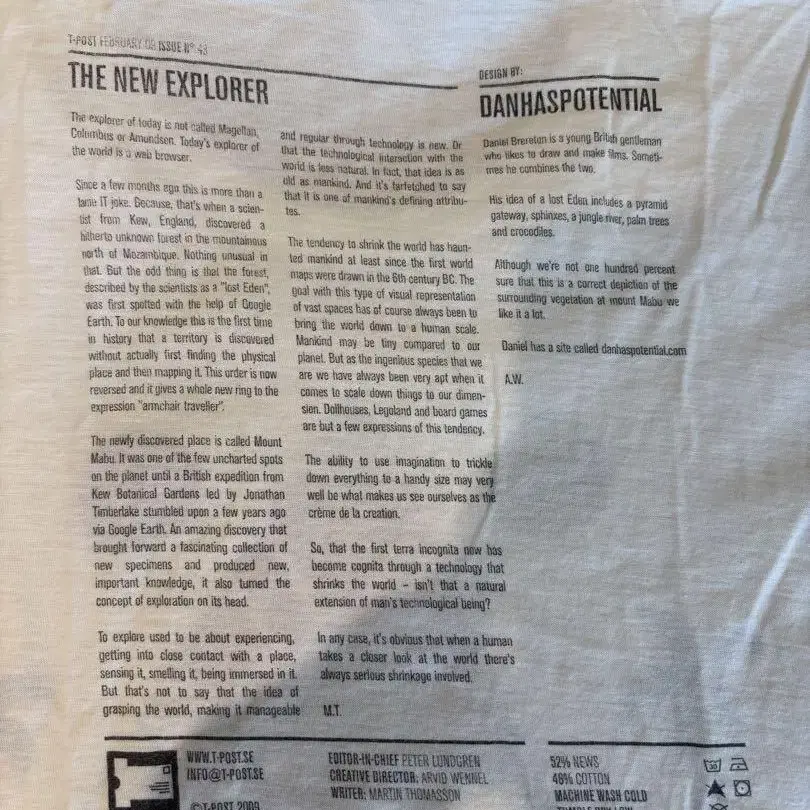 T-POST FEBRUARY 09 ISSUE Nº 43
THE NEW EXPLORER
The explorer of today is not called Magellan,
Columbus or Amundsen. Today's explorer of
the world is a web browser.
Since a few months ago this is more than a
lame IT joke. Because, that's when a scien-
tist from Kew, England, discovered a
hitherto unknown forest in the mountainous
north of Mozambique. Nothing unusual in
that. But the odd thing is that the forest,
described by the scientists as a "lost Eden",
was first spotted with the help of Google
Earth. To our knowledge this is the first time
in history that a territory is discovered
without actually first finding the physical
place and then mapping it. This order is now
reversed and it gives a whole new ring to the
expression "armchair traveller".
The newly discovered place is called Mount
Mabu. It was one of the few uncharted spots
on the planet until a British expedition from
Kew Botanical Gardens led by Jonathan
Timberlake stumbled upon a few years ago
via Google Earth. An amazing discovery that
brought forward a fascinating collection of
new specimens and produced new,
important knowledge, it also turned the
concept of exploration on its head.
To explore used to be about experiencing,
getting into close contact with a place,
sensing it, smelling it, being immersed in it.
But that's not to say that the idea of
grasping the world, making it manageable
and regular through technology is new. Or
that the technological interaction with the
world is less natural. In fact, that idea is as
old as mankind. And it's farfetched to say
that it is one of mankind's defining attribu-
tes.
The tendency to shrink the world has haun-
ted mankind at least since the first world
maps were drawn in the 6th century BC. The
goal with this type of visual representation
of vast spaces has of course always been to
bring the world down to a human scale.
Mankind may be tiny compared to our
planet. But as the ingenious species that we
are we have always been very apt when it
comes to scale down things to our dimen-
sion. Dollhouses, Legoland and board games
are but a few expressions of this tendency.
The ability to use imagination to trickle
down everything to a handy size may very
well be what makes us see ourselves as the
crème de la creation.
So, that the first terra incognita now has
become cognita through a technology that
shrinks the world – isn't that a natural
extension of man's technological being?
In any case, it's obvious that when a human
takes a closer look at the world there's
always serious shrinkage involved.
M.T.
DESIGN BY:
DANHASPOTENTIAL
Daniel Brereton is a young British gentleman
who likes to draw and make films. Someti-
mes he combines the two.
His idea of a lost Eden includes a pyramid
gateway, sphinxes, a jungle river, palm trees
and crocodiles.
Although we're not one hundred percent
sure that this is a correct depiction of the
surrounding vegetation at mount Mabu we
like it a lot.
Daniel has a site called danhaspotential.com
A.W.
WWW.T-POST.SE
INFO@T-POST.SE
©T-POST 2009
EDITOR-IN-CHIEF PETER LUNDGREN
CREATIVE DIRECTOR: ARVID WENNEL
WRITER: MARTIN THOMASSON
52% NEWS
48% COTTON
MACHINE WASH COLD
30